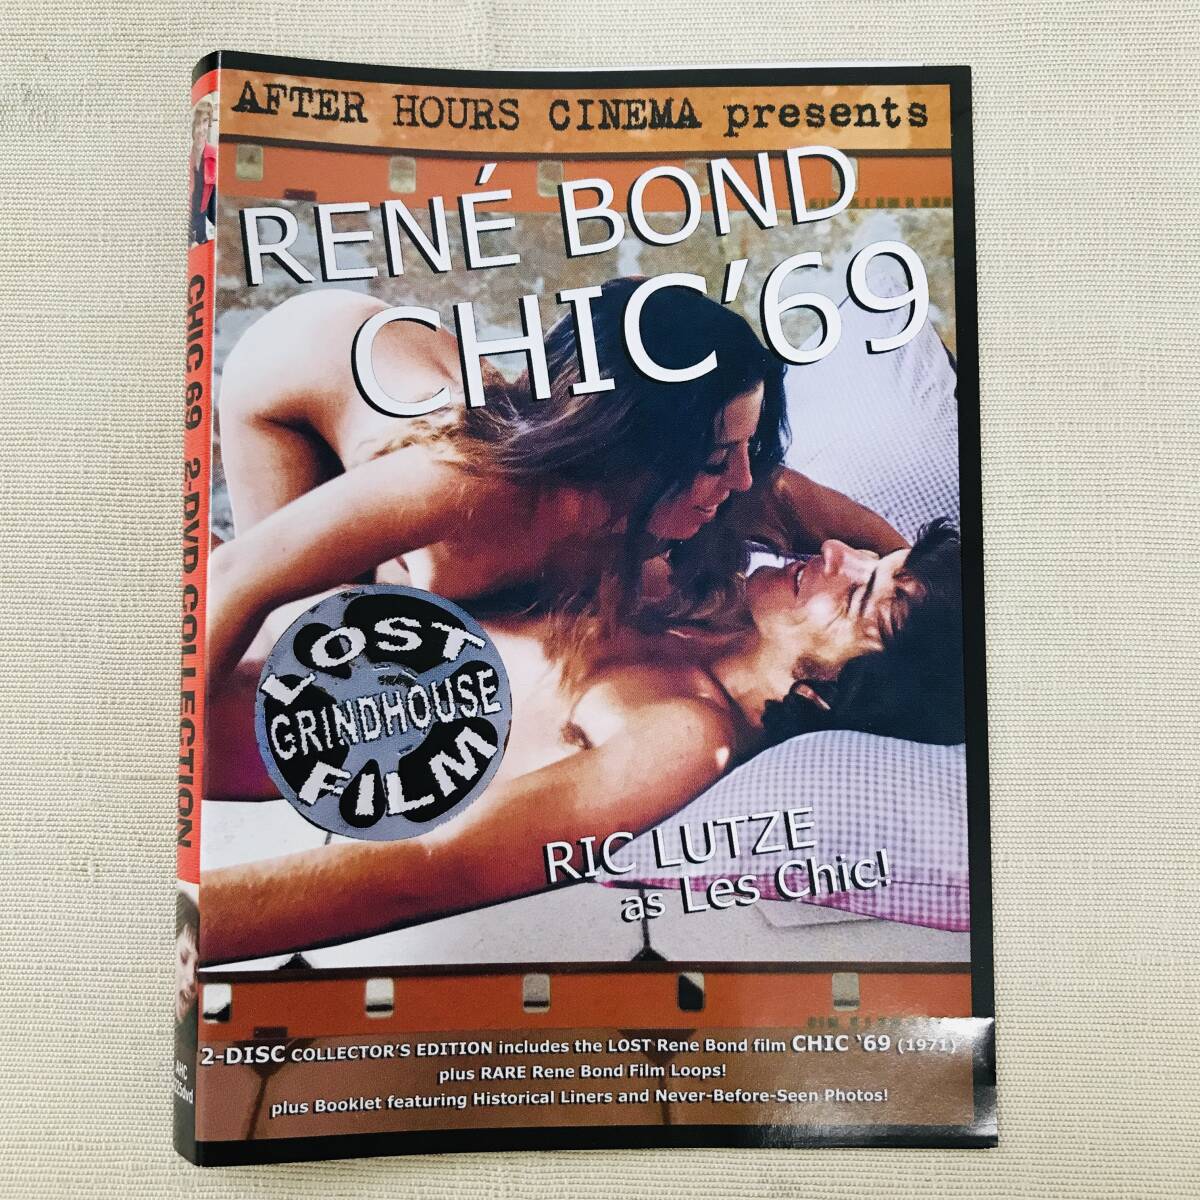 AFTER HOURS CINEMA presents
RENÉ BOND
CHIC '69
LOST
GRINDHOUSE
FILM
RIC LUTZE
as Les Chic!
2-DISC COLLECTOR'S EDITION includes the LOST Rene Bond film CHIC '69 (1971)
plus RARE Rene Bond Film Loops!
plus Booklet featuring Historical Liners and Never-Before-Seen Photos!
CHIC 69 2-DVD COLLECTION
AHC